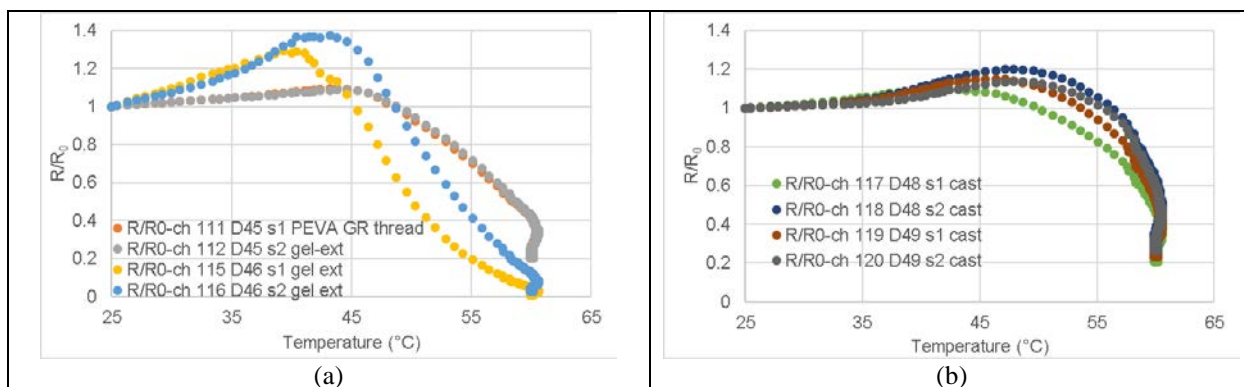 1.4
1.2
1
0.8
0.6
0.4
0.2
0
R/R0
R/R0-ch 111 D45 s1 PEVA GR thread
R/R0-ch 112 D45 s2 gel-ext
R/R0-ch 115 D46 s1 gel ext
R/R0-ch 116 D46 s2 gel ext
25 35 45 55 65
Temperature (°C)
(a)
1.4
1.2
1
0.8
0.6
0.4
0.2
0
R/R0
R/R0-ch 117 D48 s1 cast
R/R0-ch 118 D48 s2 cast
R/R0-ch 119 D49 s1 cast
R/R0-ch 120 D49 s2 cast
25 35 45 55 65
Temperature (°C)
(b)